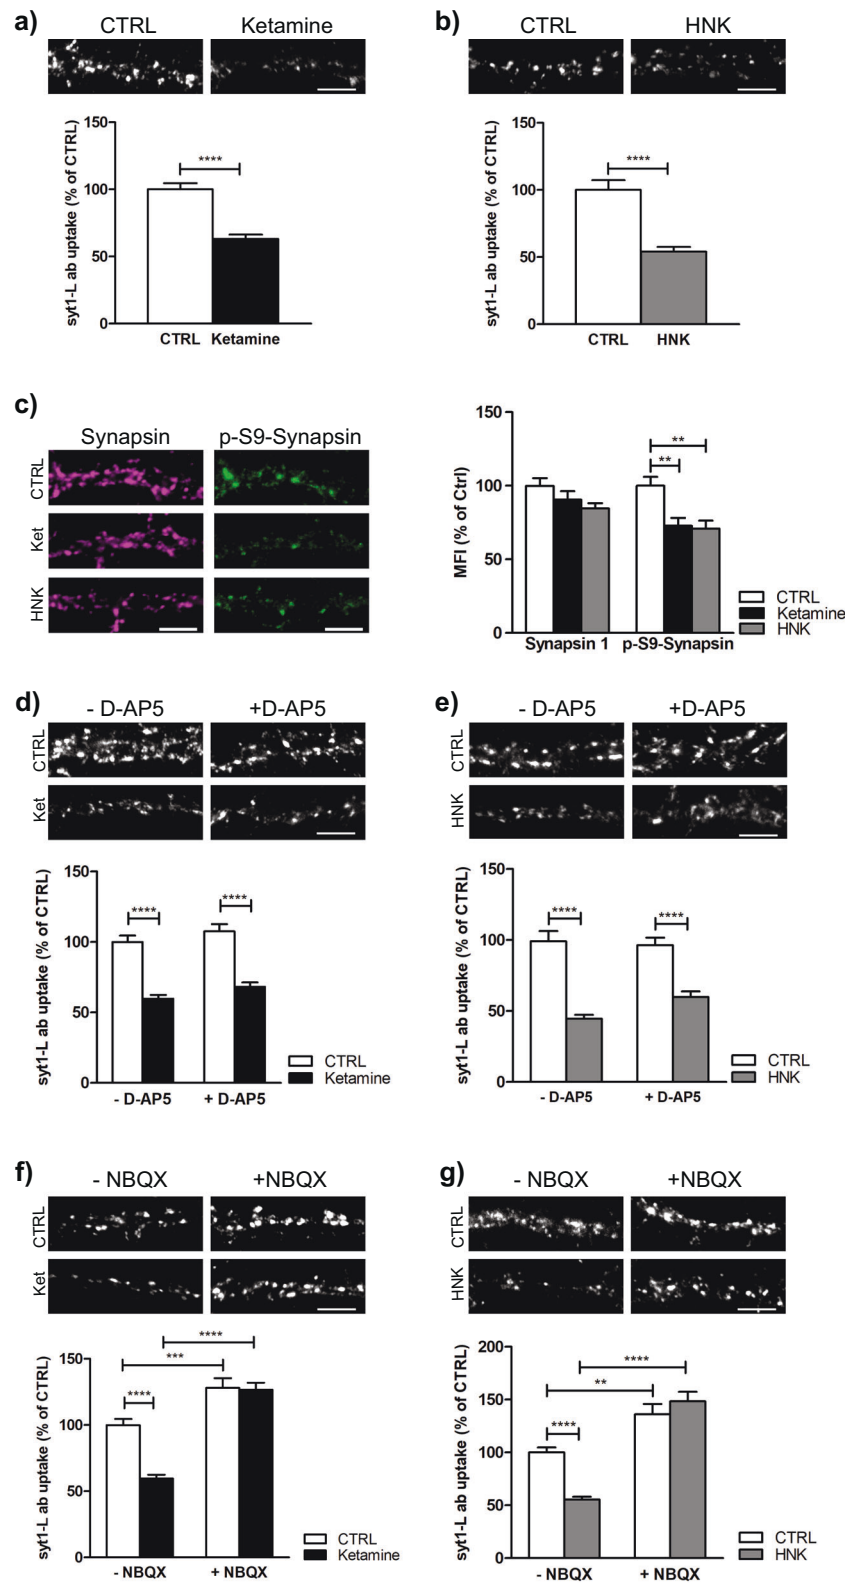 a)
CTRL Ketamine
syt1-L ab uptake (% of CTRL)
150
100
50
0
****
CTRL Ketamine
b)
CTRL HNK
syt1-L ab uptake (% of CTRL)
150
100
50
0
****
CTRL HNK
c)
Synapsin p-S9-Synapsin
CTRL
Ket
HNK
MFI (% of Ctrl)
150
100
50
0
**
**
Synapsin 1 p-S9-Synapsin
CTRL
Ketamine
HNK
d)
- D-AP5 +D-AP5
CTRL
Ket
syt1-L ab uptake (% of CTRL)
150
100
50
0
**** ****
- D-AP5 + D-AP5
CTRL
Ketamine
e)
- D-AP5 +D-AP5
CTRL
HNK
syt1-L ab uptake (% of CTRL)
150
100
50
0
**** ****
- D-AP5 + D-AP5
CTRL
HNK
f)
- NBQX +NBQX
CTRL
Ket
syt1-L ab uptake (% of CTRL)
150
100
50
0
****
***
****
- NBQX + NBQX
CTRL
Ketamine
g)
- NBQX +NBQX
CTRL
HNK
syt1-L ab uptake (% of CTRL)
200
150
100
50
0
****
**
****
- NBQX + NBQX
CTRL
HNK